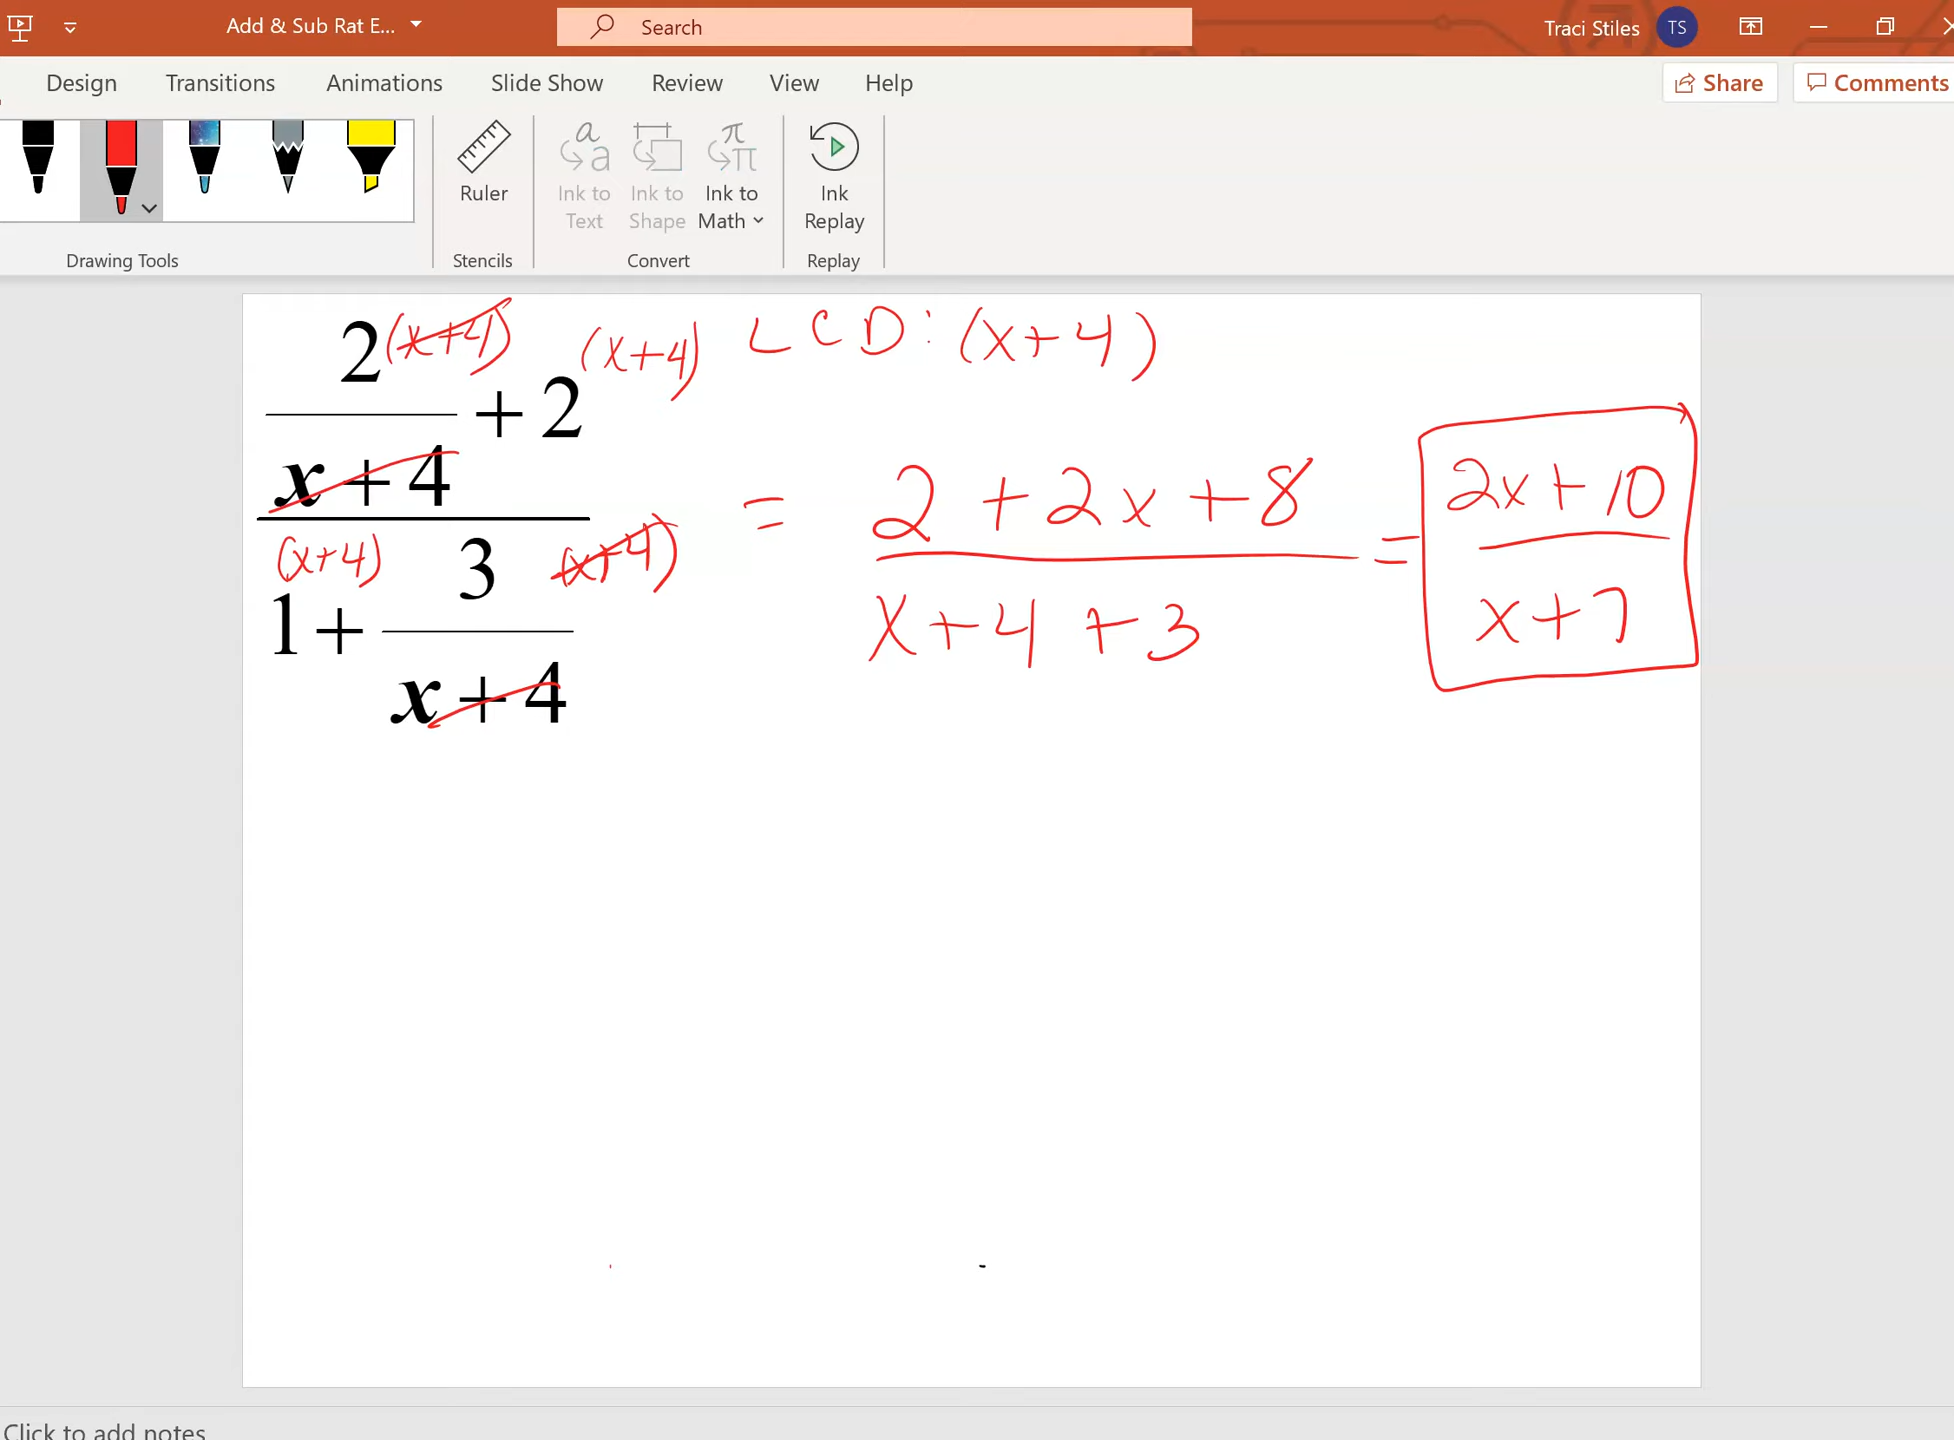 Add & Sub Rat E...
Search
Traci Stiles
TS
Design Transitions Animations Slide Show Review View Help
Share
Comments
Ruler
Ink to Text
Ink to Shape
Ink to Math
Ink Replay
Drawing Tools
Stencils
Convert
Replay
2(x+4)
(x+4) LCD: (x+4)
+ 2
x + 4
= 2 + 2x + 8
= 2x + 10
(x+4) 3 (x+4)
1 +
x + 4 + 3
x + 7
x + 4
Click to add notes